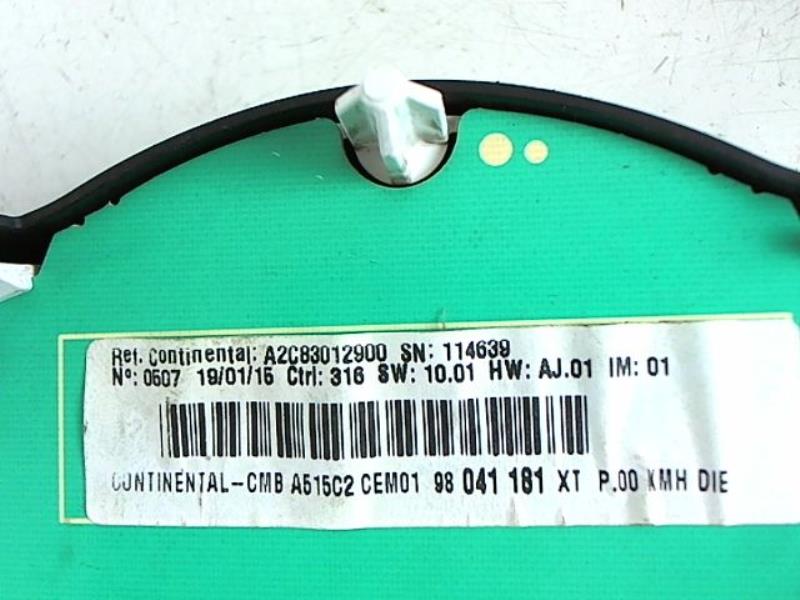 Ref. Continental: A2C83012900 SN: 114639
Nº: 0507 19/01/15 Ctrl: 316 SW: 10.01 HW: AJ.01 IM: 01
CONTINENTAL-CMB A515C2 CEM01 98 041 181 XT P.00 KMH DIE